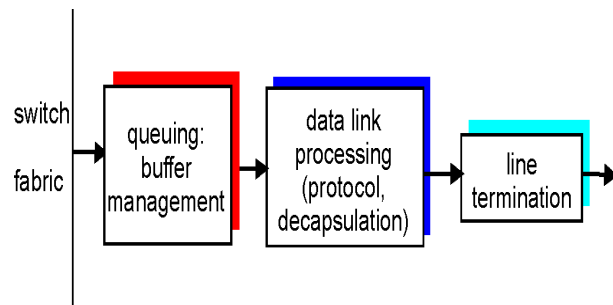 switch
fabric
queuing:
buffer
management
data link
processing
(protocol,
decapsulation)
line
termination